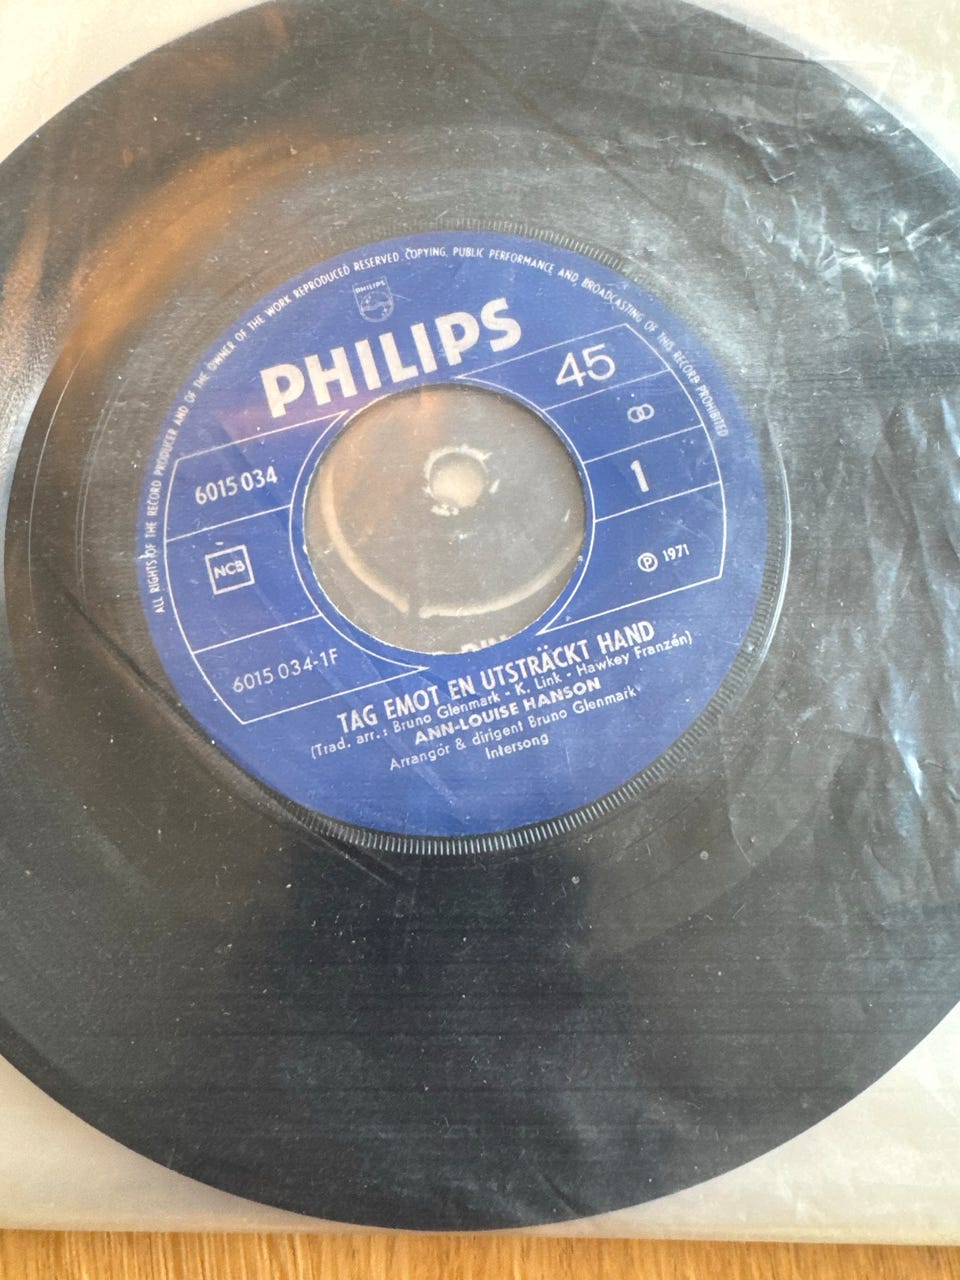 ALL RIGHTS OF THE RECORD PRODUCER AND OF THE OWNER OF THE WORK REPRODUCED RESERVED. COPYING, PUBLIC PERFORMANCE AND BROADCASTING OF THIS RECORD PROHIBITED
PHILIPS
PHILIPS
45
6015 034
1
NCB
℗ 1971
6015 034-1F
TAG EMOT EN UTSTRÄCKT HAND
(Trad. arr.: Bruno Glenmark - K. Link - Hawkey Franzén)
ANN-LOUISE HANSON
Arrangör & dirigent Bruno Glenmark
Intersong